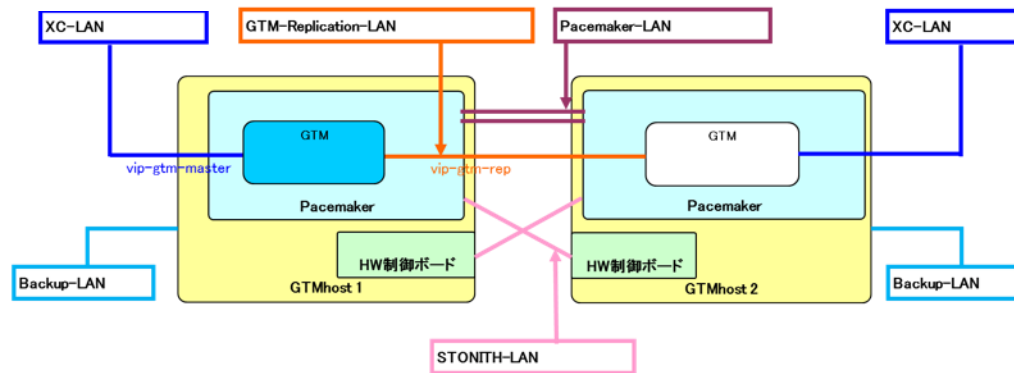 XC-LAN
GTM-Replication-LAN
Pacemaker-LAN
XC-LAN
GTM
GTM
vip-gtm-master
vip-gtm-rep
Pacemaker
Pacemaker
HW制御ボード
HW制御ボード
Backup-LAN
GTMhost 1
GTMhost 2
Backup-LAN
STONITH-LAN